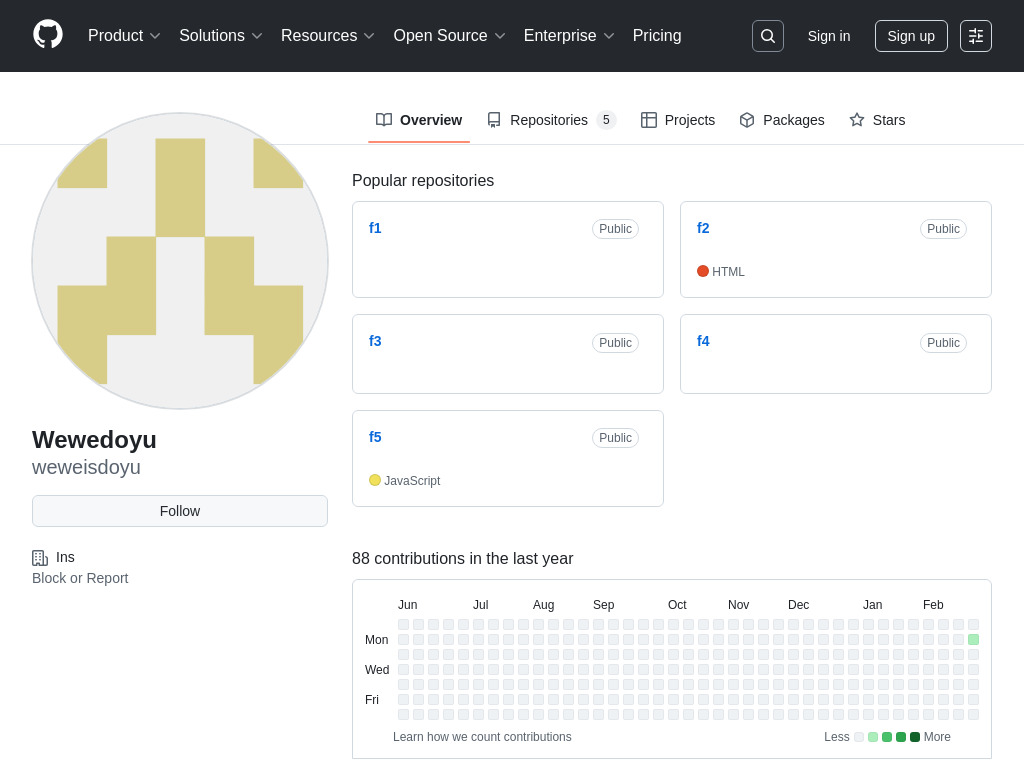 Product Solutions Resources Open Source Enterprise Pricing Sign in Sign up
Overview Repositories 5 Projects Packages Stars
Popular repositories
f1 Public
f2 Public
HTML
f3 Public
f4 Public
f5 Public
JavaScript
Wewedoyu
weweisdoyu
Follow
Ins
Block or Report
88 contributions in the last year
Jun Jul Aug Sep Oct Nov Dec Jan Feb
Mon
Wed
Fri
Learn how we count contributions Less More